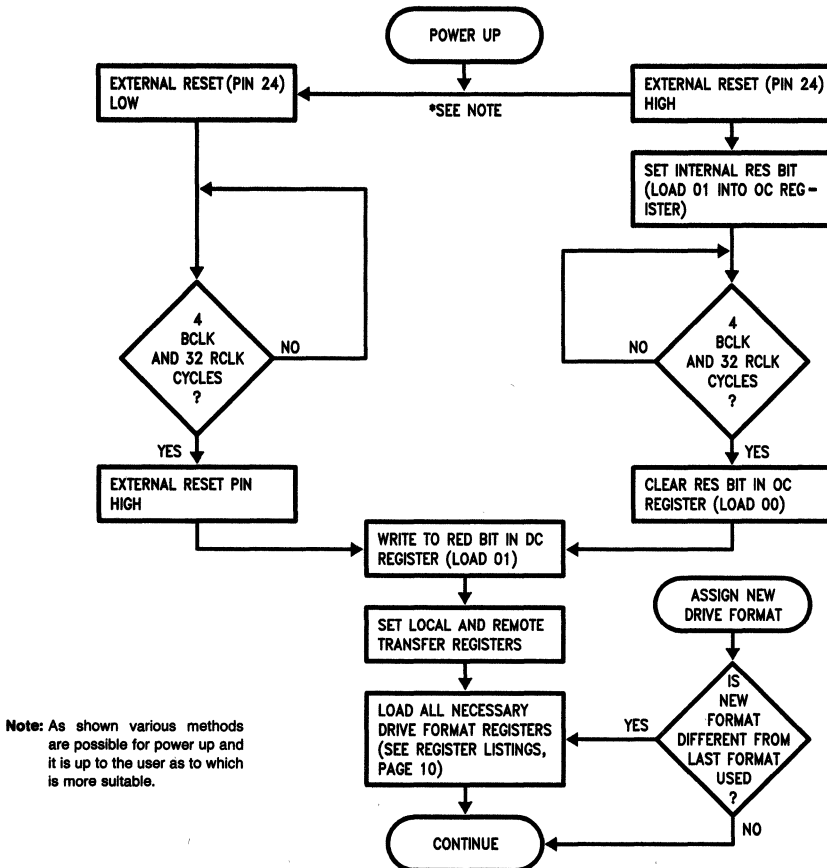 POWER UP
EXTERNAL RESET (PIN 24)
LOW
*SEE NOTE
EXTERNAL RESET (PIN 24)
HIGH
SET INTERNAL RES BIT
(LOAD 01 INTO OC REG-
ISTER)
4
BCLK
AND 32 RCLK
CYCLES
?
NO
YES
4
BCLK
AND 32 RCLK
CYCLES
?
NO
YES
EXTERNAL RESET PIN
HIGH
CLEAR RES BIT IN OC
REGISTER (LOAD 00)
WRITE TO RED BIT IN DC
REGISTER (LOAD 01)
SET LOCAL AND REMOTE
TRANSFER REGISTERS
ASSIGN NEW
DRIVE FORMAT
LOAD ALL NECESSARY
DRIVE FORMAT REGISTERS
(SEE REGISTER LISTINGS,
PAGE 10)
IS
NEW
FORMAT
DIFFERENT FROM
LAST FORMAT
USED
?
YES
NO
CONTINUE
Note: As shown various methods
are possible for power up and
it is up to the user as to which
is more suitable.